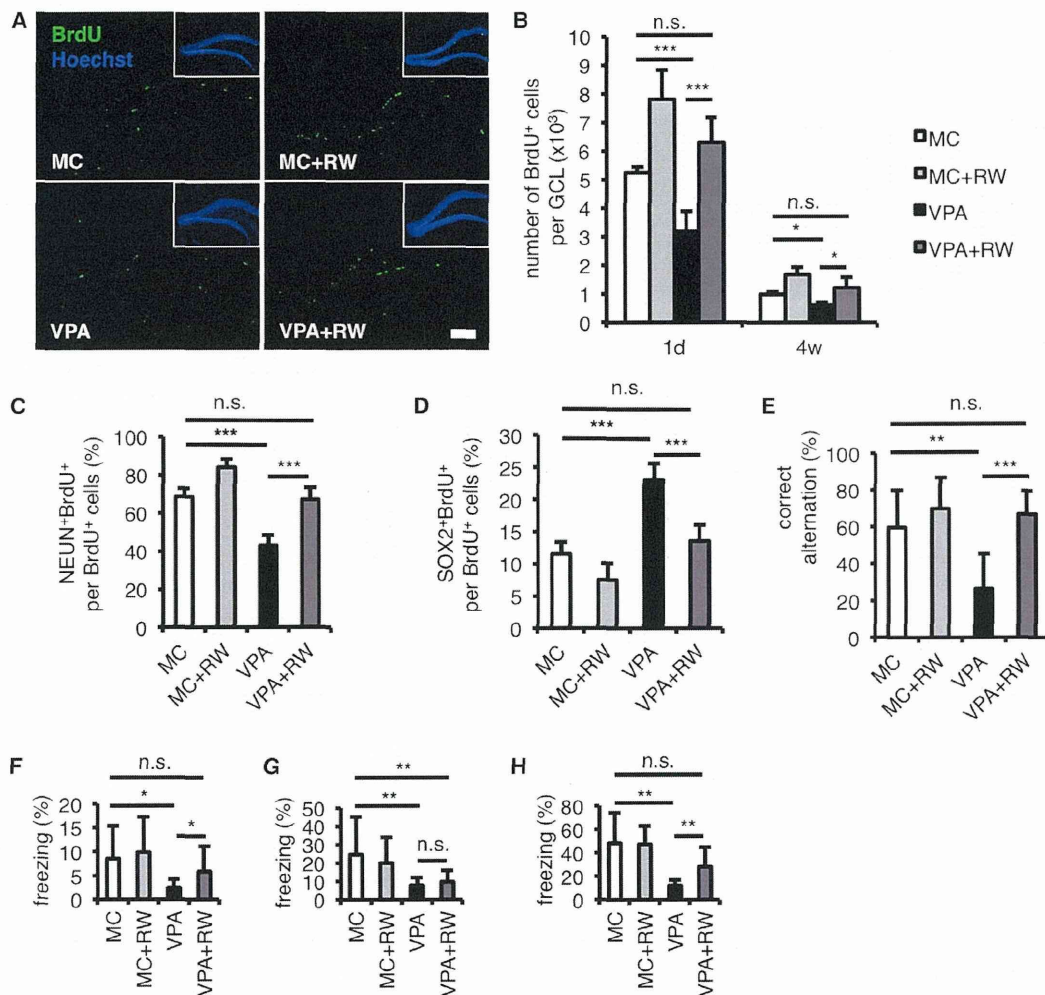 A
BrdU
Hoechst
MC
MC+RW
VPA
VPA+RW
B
n.s.
***
***
n.s.
*
*
10
9
8
7
6
5
4
3
2
1
0
number of BrdU⁺ cells
per GCL (x10³)
1d
4w
MC
MC+RW
VPA
VPA+RW
C
n.s.
***
***
100
80
60
40
20
0
NEUN⁺BrdU⁺
per BrdU⁺ cells (%)
MC
MC+RW
VPA
VPA+RW
D
n.s.
***
***
30
25
20
15
10
5
0
SOX2⁺BrdU⁺
per BrdU⁺ cells (%)
MC
MC+RW
VPA
VPA+RW
E
n.s.
**
***
100
80
60
40
20
0
correct
alternation (%)
MC
MC+RW
VPA
VPA+RW
F
n.s.
*
*
20
15
10
5
0
freezing (%)
MC
MC+RW
VPA
VPA+RW
G
**
**
n.s.
50
40
30
20
10
0
freezing (%)
MC
MC+RW
VPA
VPA+RW
H
n.s.
**
**
80
60
40
20
0
freezing (%)
MC
MC+RW
VPA
VPA+RW